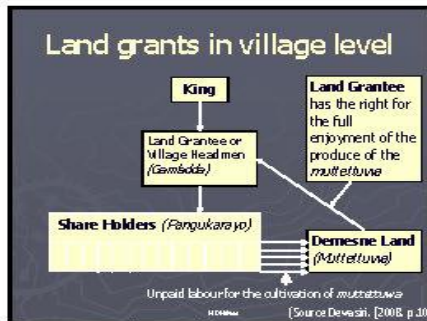 Land grants in village level
King
Land Grantee
has the right for
the full
enjoyment of the
produce of the
muttettuwa
Land Grantee or
Village Headmen
(Gamladda)
Share Holders (Pangukarayo)
Demesne Land
(Muttettuwa)
Unpaid labour for the cultivation of muttettuwa
(Source Devasiri. [2008. p.10